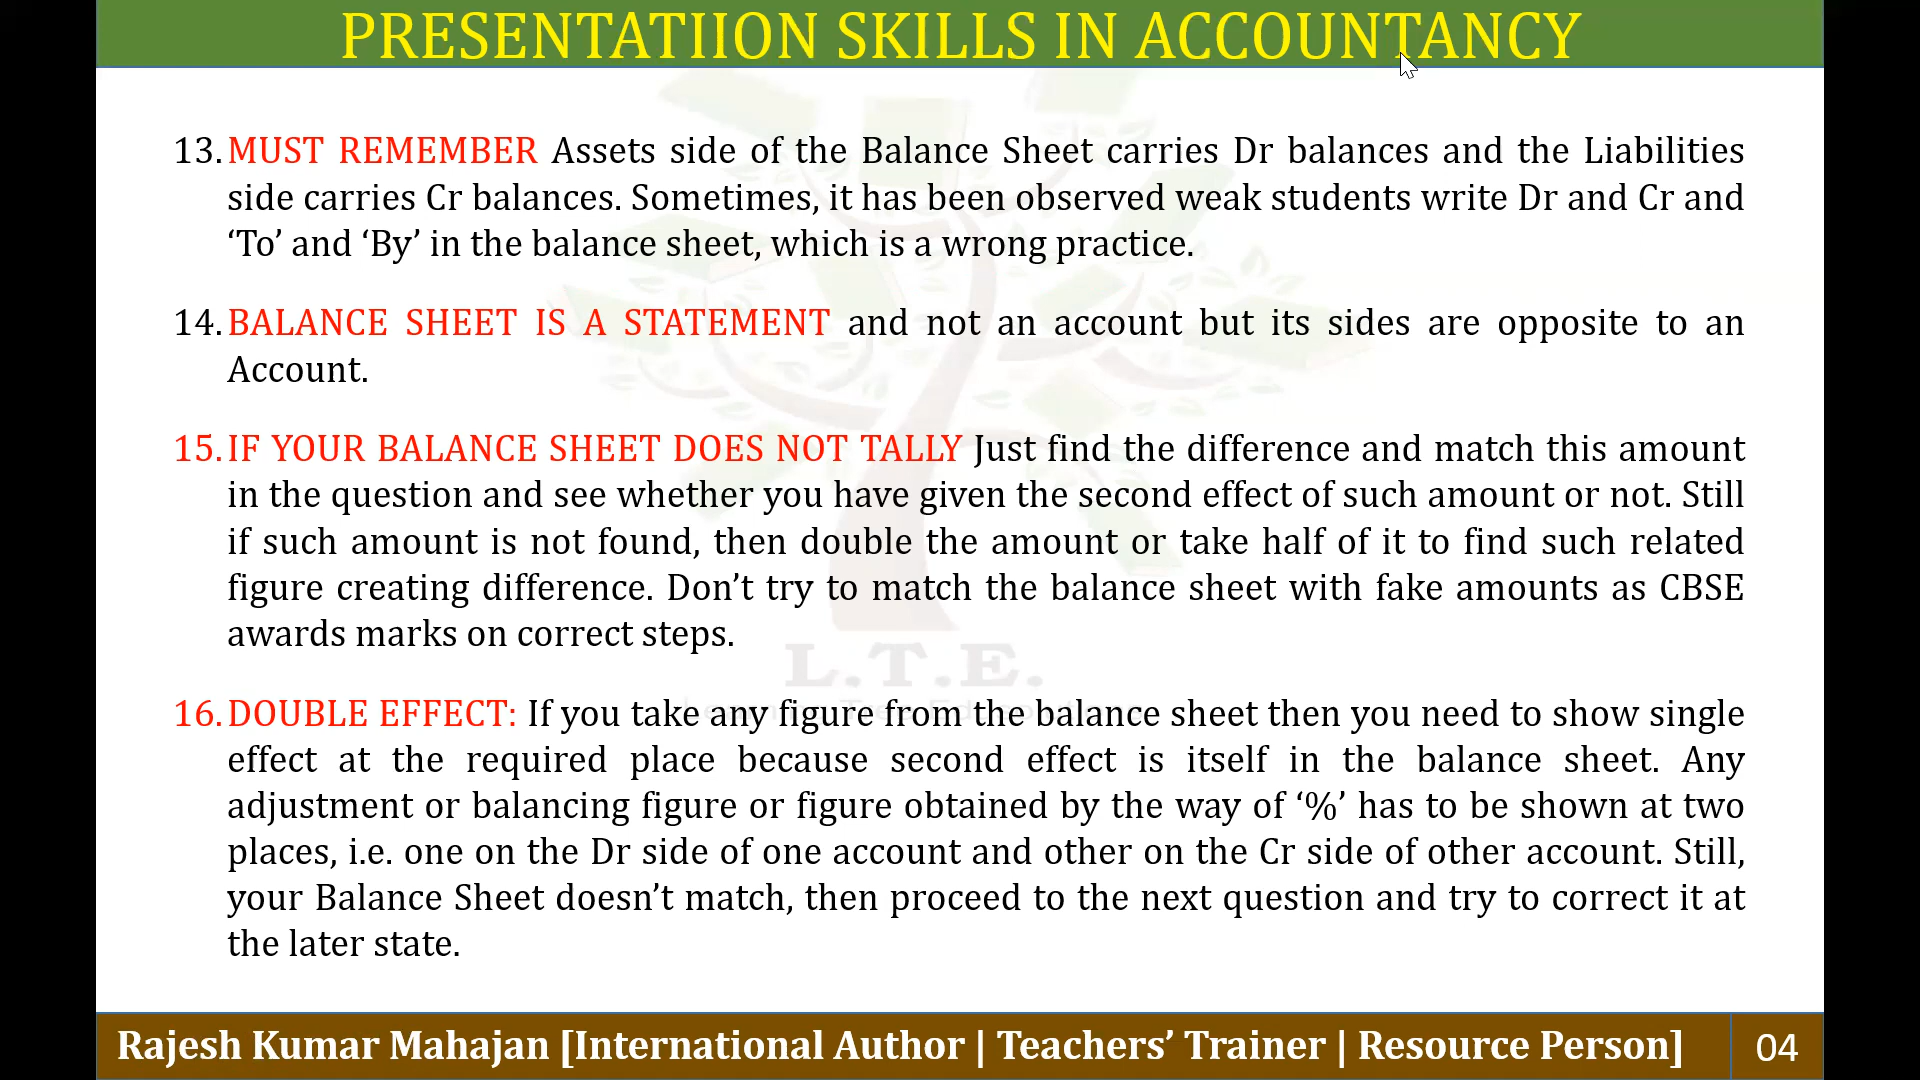 PRESENTATIION SKILLS IN ACCOUNTANCY
13. MUST REMEMBER Assets side of the Balance Sheet carries Dr balances and the Liabilities
side carries Cr balances. Sometimes, it has been observed weak students write Dr and Cr and
‘To’ and ‘By’ in the balance sheet, which is a wrong practice.
14. BALANCE SHEET IS A STATEMENT and not an account but its sides are opposite to an
Account.
15. IF YOUR BALANCE SHEET DOES NOT TALLY Just find the difference and match this amount
in the question and see whether you have given the second effect of such amount or not. Still
if such amount is not found, then double the amount or take half of it to find such related
figure creating difference. Don’t try to match the balance sheet with fake amounts as CBSE
awards marks on correct steps.
L.T.E.
16. DOUBLE EFFECT: If you take any figure from the balance sheet then you need to show single
effect at the required place because second effect is itself in the balance sheet. Any
adjustment or balancing figure or figure obtained by the way of ‘%’ has to be shown at two
places, i.e. one on the Dr side of one account and other on the Cr side of other account. Still,
your Balance Sheet doesn’t match, then proceed to the next question and try to correct it at
the later state.
Rajesh Kumar Mahajan [International Author | Teachers’ Trainer | Resource Person]
04